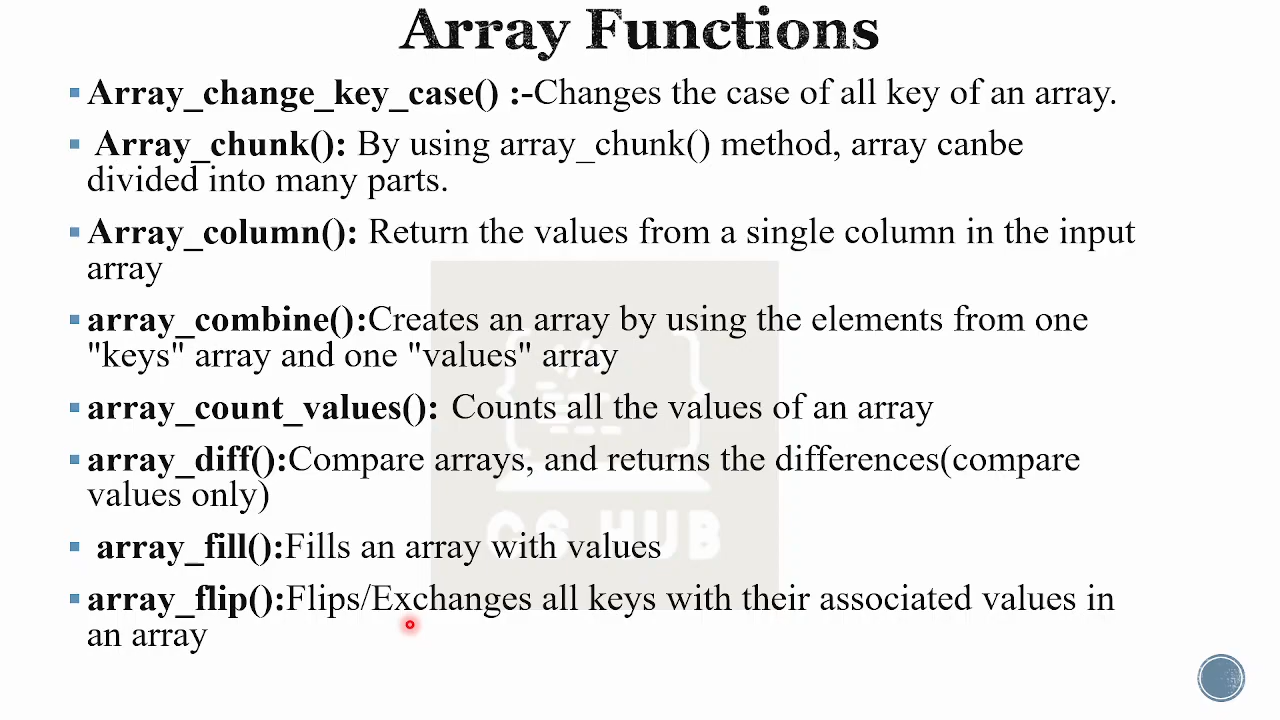 Array Functions
Array_change_key_case() :-Changes the case of all key of an array.
Array_chunk(): By using array_chunk() method, array canbe
divided into many parts.
Array_column(): Return the values from a single column in the input
array
array_combine():Creates an array by using the elements from one
"keys" array and one "values" array
array_count_values(): Counts all the values of an array
array_diff():Compare arrays, and returns the differences(compare
values only)
CS HUB
array_fill():Fills an array with values
array_flip():Flips/Exchanges all keys with their associated values in
an array